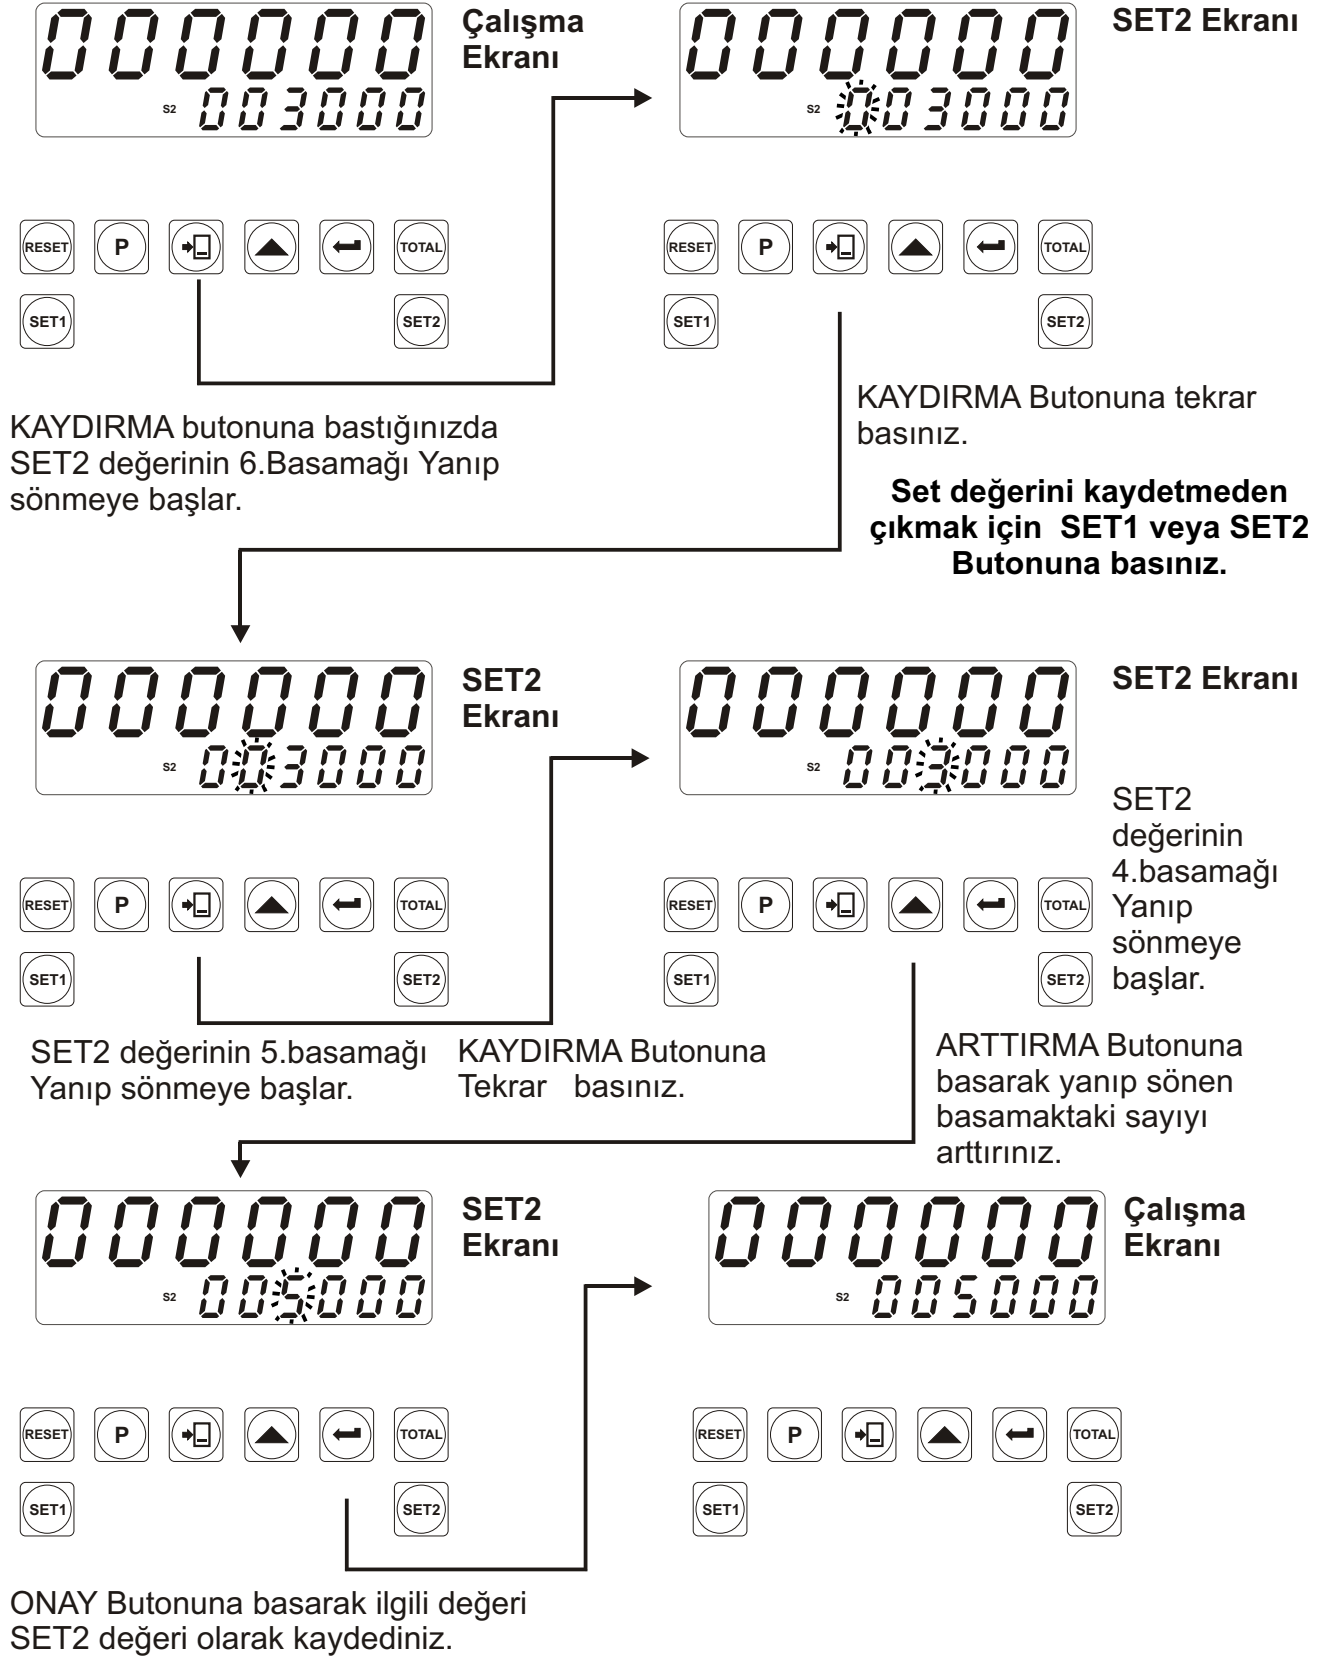 000000
Çalışma
Ekranı
S2 003000
000000
SET2 Ekranı
S2 003000
RESET P TOTAL
SET1 SET2
RESET P TOTAL
SET1 SET2
KAYDIRMA butonuna bastığınızda
SET2 değerinin 6.Basamağı Yanıp
sönmeye başlar.
KAYDIRMA Butonuna tekrar
basınız.
Set değerini kaydetmeden
çıkmak için SET1 veya SET2
Butonuna basınız.
000000
SET2
Ekranı
S2 003000
000000
SET2 Ekranı
S2 003000
SET2
değerinin
4.basamağı
Yanıp
sönmeye
başlar.
RESET P TOTAL
SET1 SET2
RESET P TOTAL
SET1 SET2
SET2 değerinin 5.basamağı
Yanıp sönmeye başlar.
KAYDIRMA Butonuna
Tekrar basınız.
ARTTIRMA Butonuna
basarak yanıp sönen
basamaktaki sayıyı
arttırınız.
000000
SET2
Ekranı
S2 005000
000000
Çalışma
Ekranı
S2 005000
RESET P TOTAL
SET1 SET2
RESET P TOTAL
SET1 SET2
ONAY Butonuna basarak ilgili değeri
SET2 değeri olarak kaydediniz.